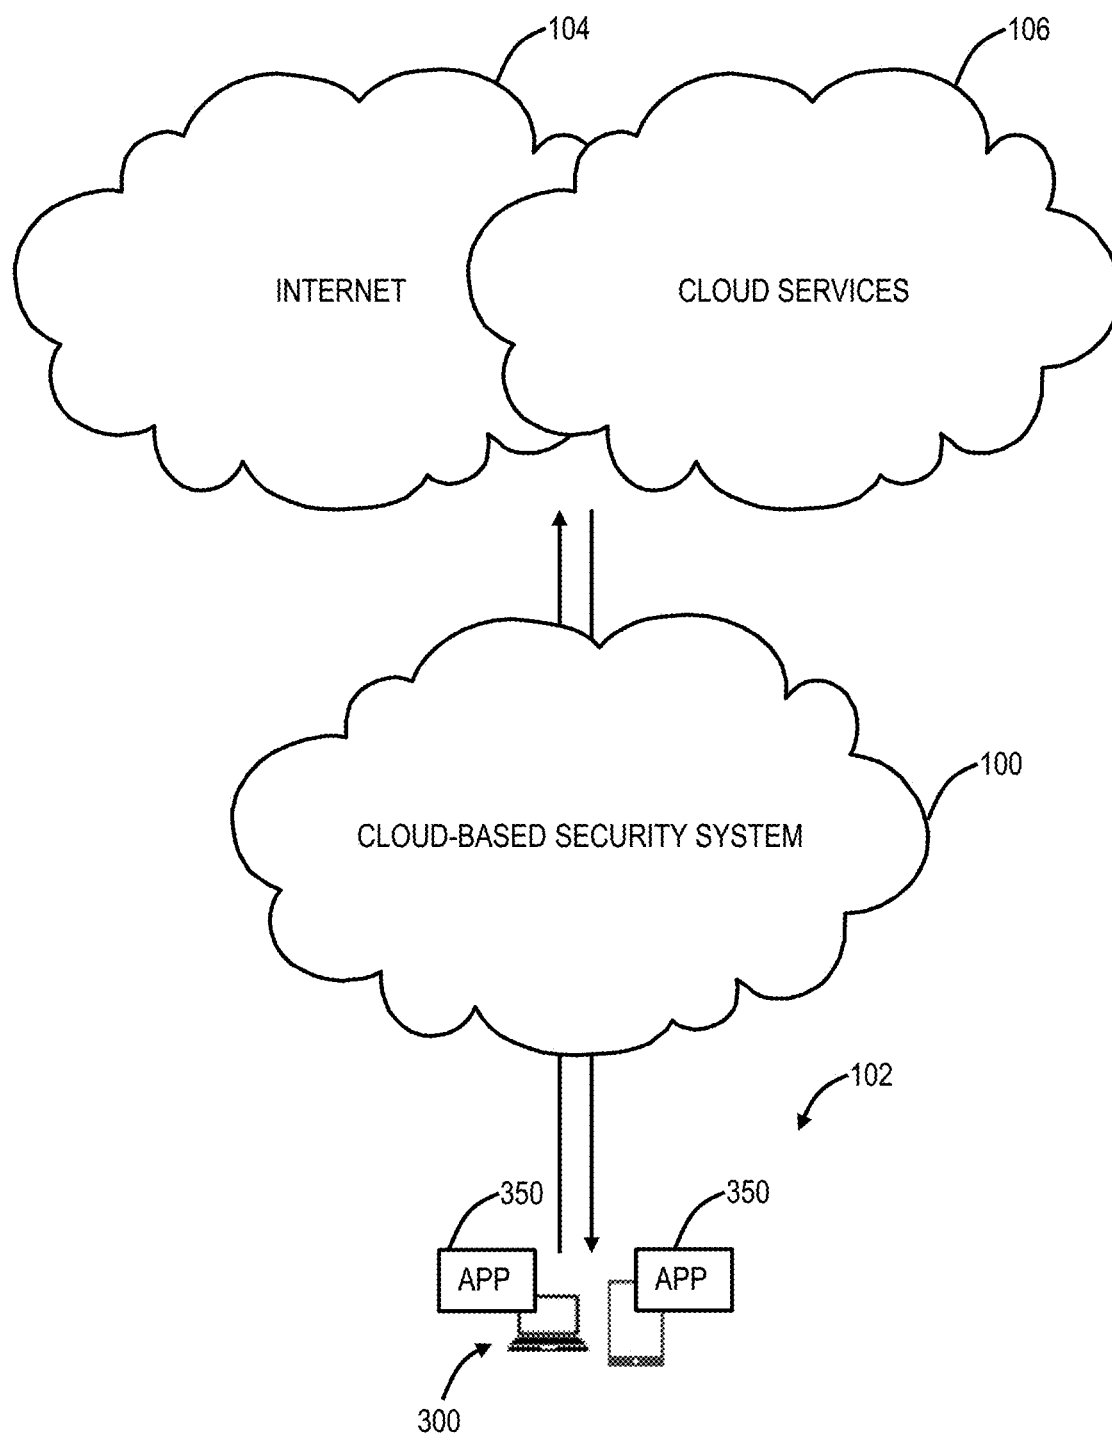 104
106
INTERNET
CLOUD SERVICES
100
CLOUD-BASED SECURITY SYSTEM
102
350
350
APP
APP
300